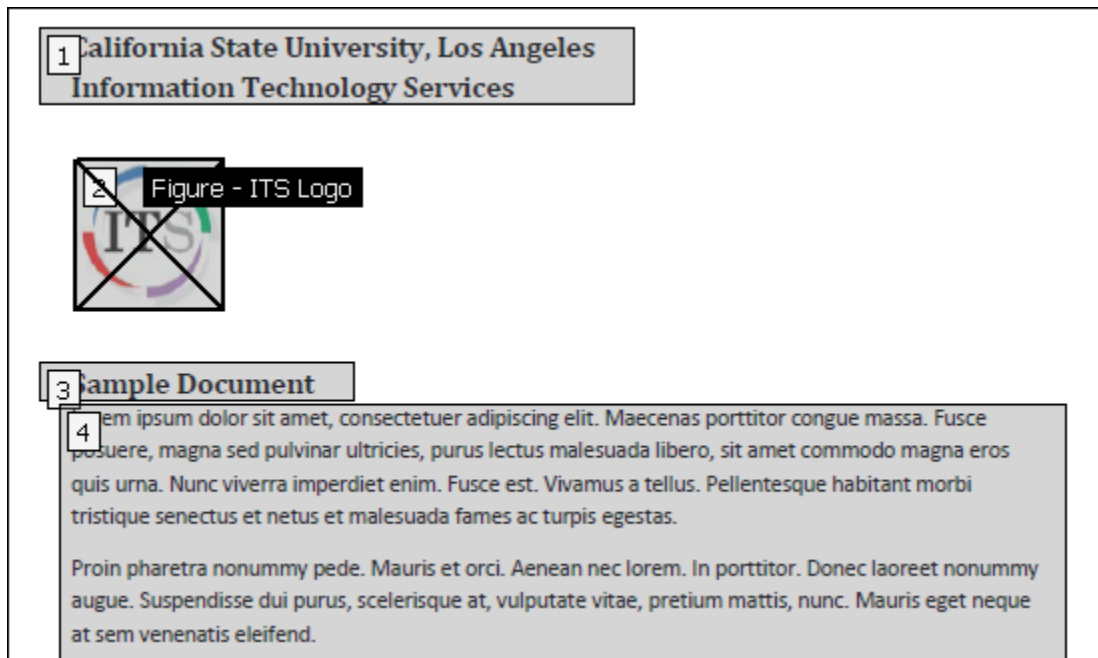 1
California State University, Los Angeles
Information Technology Services
2
Figure - ITS Logo
ITS
3
Sample Document
4
Lorem ipsum dolor sit amet, consectetuer adipiscing elit. Maecenas porttitor congue massa. Fusce
posuere, magna sed pulvinar ultricies, purus lectus malesuada libero, sit amet commodo magna eros
quis urna. Nunc viverra imperdiet enim. Fusce est. Vivamus a tellus. Pellentesque habitant morbi
tristique senectus et netus et malesuada fames ac turpis egestas.
Proin pharetra nonummy pede. Mauris et orci. Aenean nec lorem. In porttitor. Donec laoreet nonummy
augue. Suspendisse dui purus, scelerisque at, vulputate vitae, pretium mattis, nunc. Mauris eget neque
at sem venenatis eleifend.